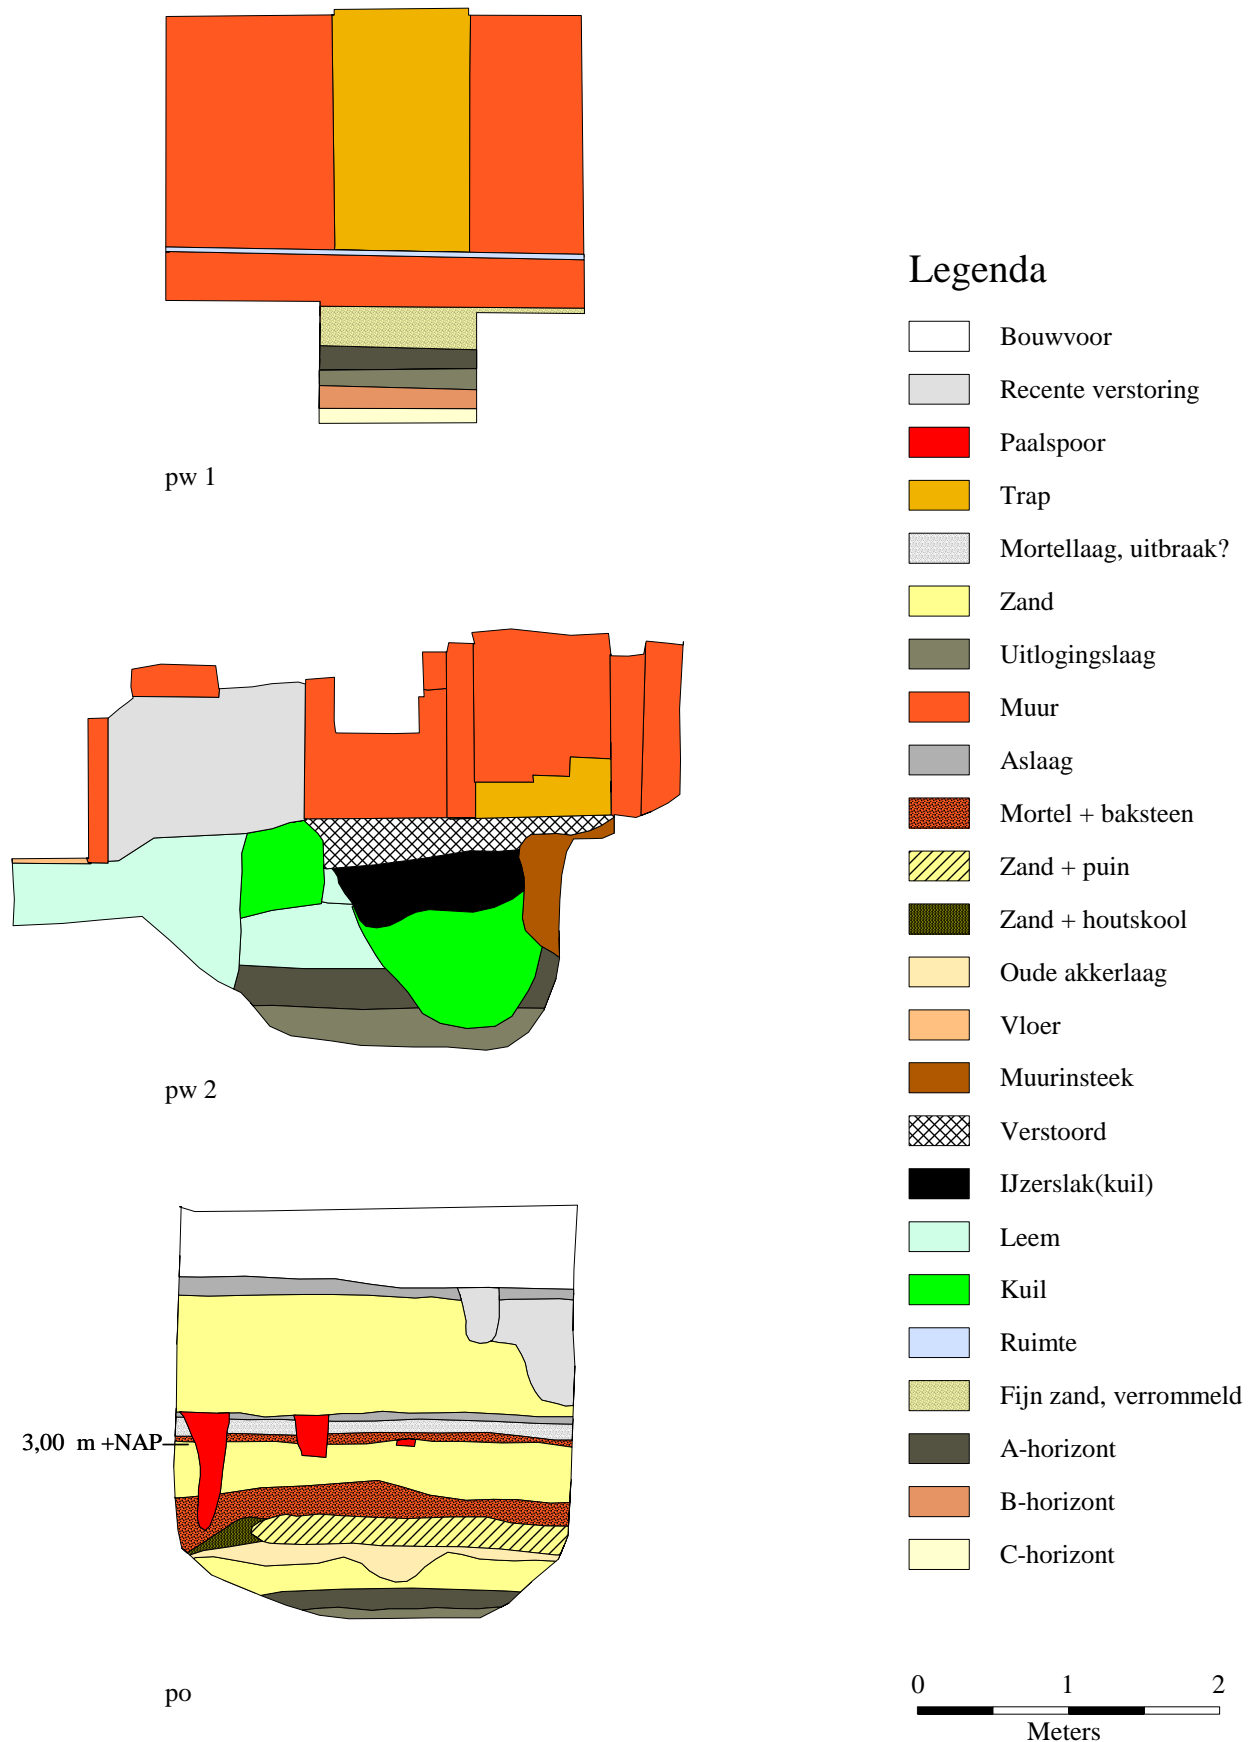 pw 1
pw 2
3,00 m +NAP
po
Legenda
Bouwvoor
Recente verstoring
Paalspoor
Trap
Mortellaag, uitbraak?
Zand
Uitlogingslaag
Muur
Aslaag
Mortel + baksteen
Zand + puin
Zand + houtskool
Oude akkerlaag
Vloer
Muurinsteek
Verstoord
IJzerslak(kuil)
Leem
Kuil
Ruimte
Fijn zand, verrommeld
A-horizont
B-horizont
C-horizont
0 1 2
Meters